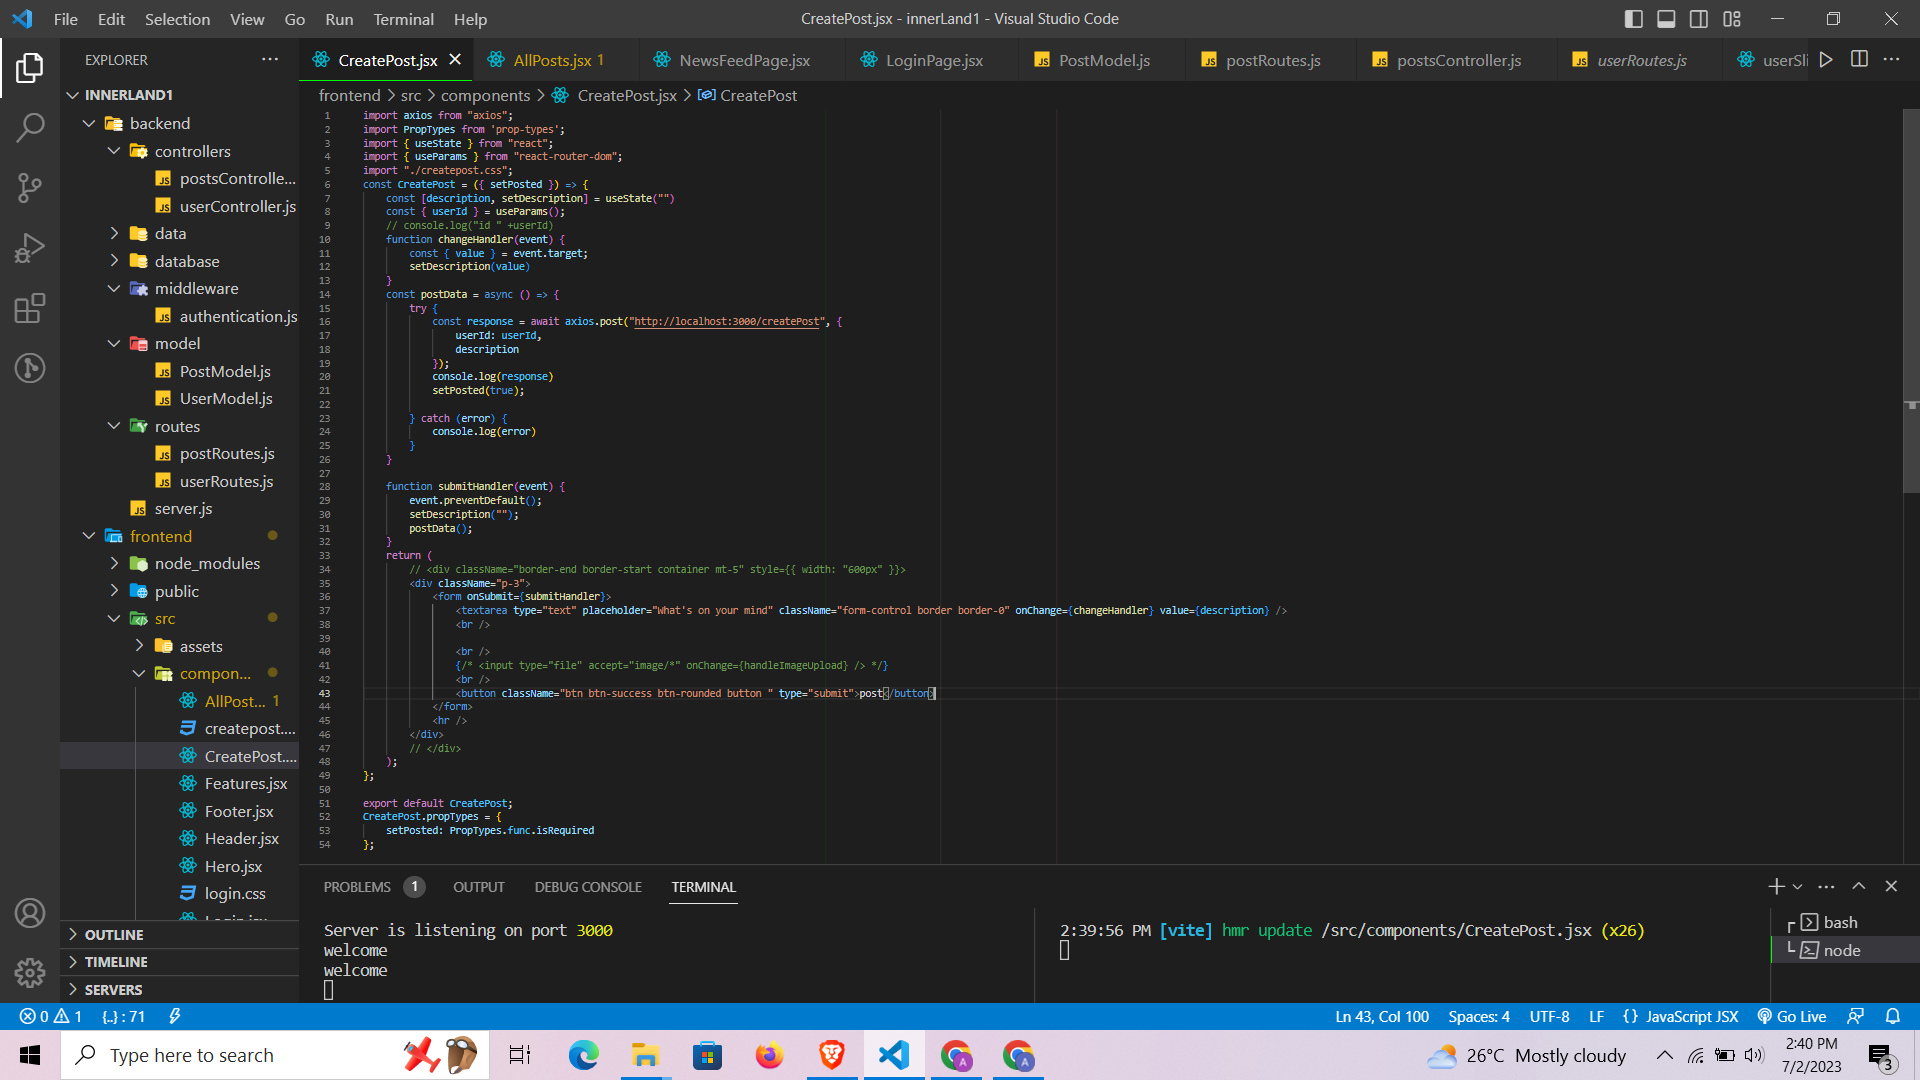 File Edit Selection View Go Run Terminal Help
CreatePost.jsx - innerLand1 - Visual Studio Code
EXPLORER
CreatePost.jsx
AllPosts.jsx 1
NewsFeedPage.jsx
LoginPage.jsx
PostModel.js
postRoutes.js
postsController.js
userRoutes.js
userSli
INNERLAND1
backend
controllers
postsControlle...
userController.js
data
database
middleware
authentication.js
model
PostModel.js
UserModel.js
routes
postRoutes.js
userRoutes.js
server.js
frontend
node_modules
public
src
assets
compon...
AllPost... 1
createpost....
CreatePost....
Features.jsx
Footer.jsx
Header.jsx
Hero.jsx
login.css
Login.jsx
OUTLINE
TIMELINE
SERVERS
frontend > src > components > CreatePost.jsx > CreatePost
1 import axios from "axios";
2 import PropTypes from 'prop-types';
3 import { useState } from "react";
4 import { useParams } from "react-router-dom";
5 import "./createpost.css";
6 const CreatePost = ({ setPosted }) => {
7 const [description, setDescription] = useState("")
8 const { userId } = useParams();
9 // console.log("id " +userId)
10 function changeHandler(event) {
11 const { value } = event.target;
12 setDescription(value)
13 }
14 const postData = async () => {
15 try {
16 const response = await axios.post("http://localhost:3000/createPost", {
17 userId: userId,
18 description
19 });
20 console.log(response)
21 setPosted(true);
22
23 } catch (error) {
24 console.log(error)
25 }
26 }
27
28 function submitHandler(event) {
29 event.preventDefault();
30 setDescription("");
31 postData();
32 }
33 return (
34 // <div className="border-end border-start container mt-5" style={{ width: "600px" }}>
35 <div className="p-3">
36 <form onSubmit={submitHandler}>
37 <textarea type="text" placeholder="What's on your mind" className="form-control border border-0" onChange={changeHandler} value={description} />
38 <br />
39
40 <br />
41 {/* <input type="file" accept="image/*" onChange={handleImageUpload} /> */}
42 <br />
43 <button className="btn btn-success btn-rounded button " type="submit">post</button>
44 </form>
45 <hr />
46 </div>
47 // </div>
48 );
49 };
50
51 export default CreatePost;
52 CreatePost.propTypes = {
53 setPosted: PropTypes.func.isRequired
54 };
PROBLEMS 1 OUTPUT DEBUG CONSOLE TERMINAL
Server is listening on port 3000
welcome
welcome
2:39:56 PM [vite] hmr update /src/components/CreatePost.jsx (x26)
bash
node
0 1 {..} : 71
Ln 43, Col 100 Spaces: 4 UTF-8 LF {} JavaScript JSX Go Live
Type here to search
26°C Mostly cloudy
2:40 PM
7/2/2023
3